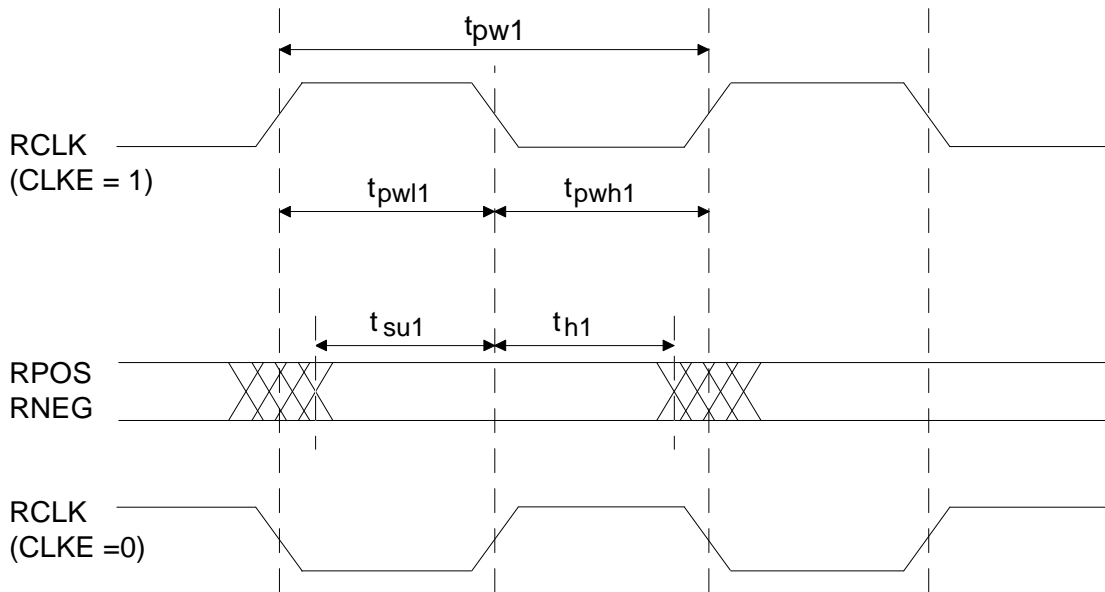 tpw1
RCLK
(CLKE = 1)
tpwl1 tpwh1
tsu1 th1
RPOS
RNEG
RCLK
(CLKE =0)